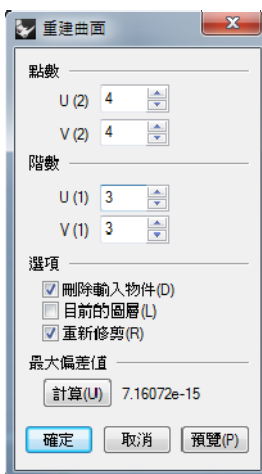 重建曲面
點數
U (2) 4
V (2) 4
階數
U (1) 3
V (1) 3
選項
刪除輸入物件(D)
目前的圖層(L)
重新修剪(R)
最大偏差值
計算(U) 7.16072e-15
確定 取消 預覽(P)